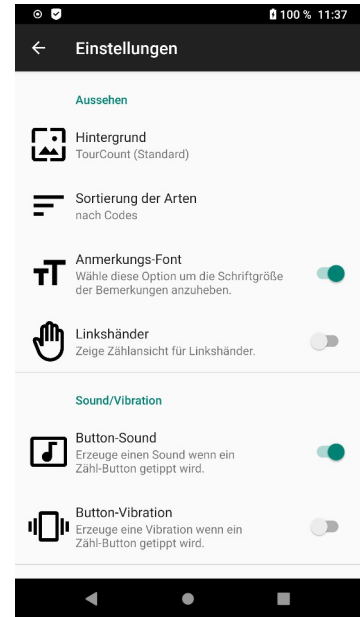 100 % 11:37
Einstellungen
Aussehen
Hintergrund
TourCount (Standard)
Sortierung der Arten
nach Codes
Anmerkungs-Font
Wähle diese Option um die Schriftgröße
der Bemerkungen anzuheben.
Linkshänder
Zeige Zählansicht für Linkshänder.
Sound/Vibration
Button-Sound
Erzeuge einen Sound wenn ein
Zähl-Button getippt wird.
Button-Vibration
Erzeuge eine Vibration wenn ein
Zähl-Button getippt wird.